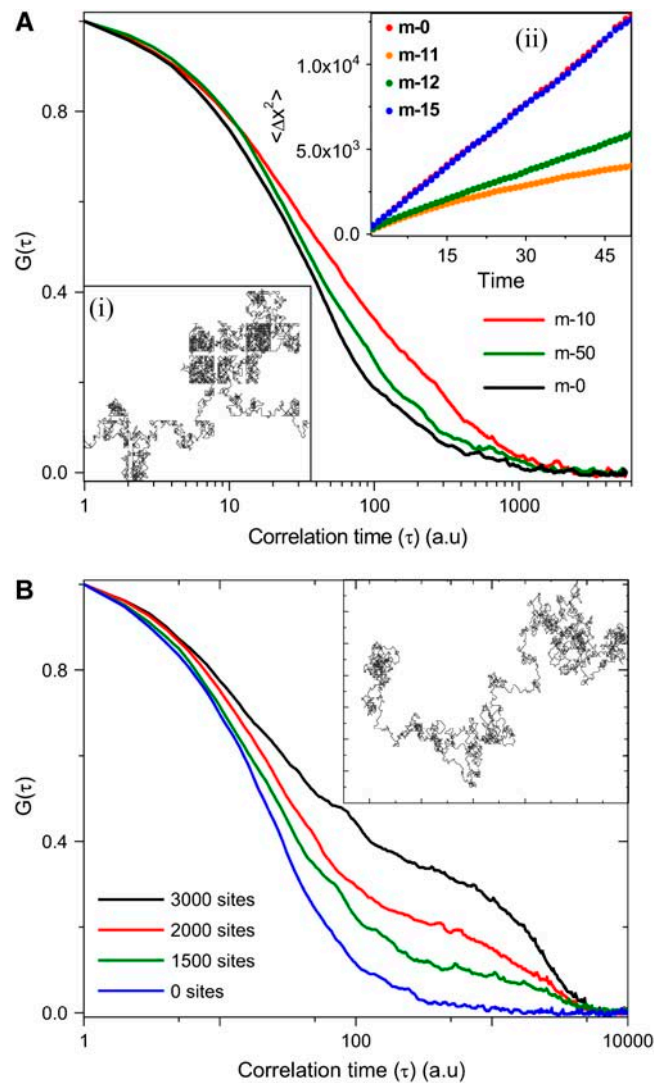 A
(ii)
m-0
m-11
m-12
m-15
<Δx²>
1.0x10⁴
5.0x10³
0.0
15
30
45
Time
0.8
0.4
0.0
G(τ)
(i)
m-10
m-50
m-0
1
10
100
1000
Correlation time (τ) (a.u)
B
G(τ)
0.8
0.4
0.0
3000 sites
2000 sites
1500 sites
0 sites
1
100
10000
Correlation time (τ) (a.u)